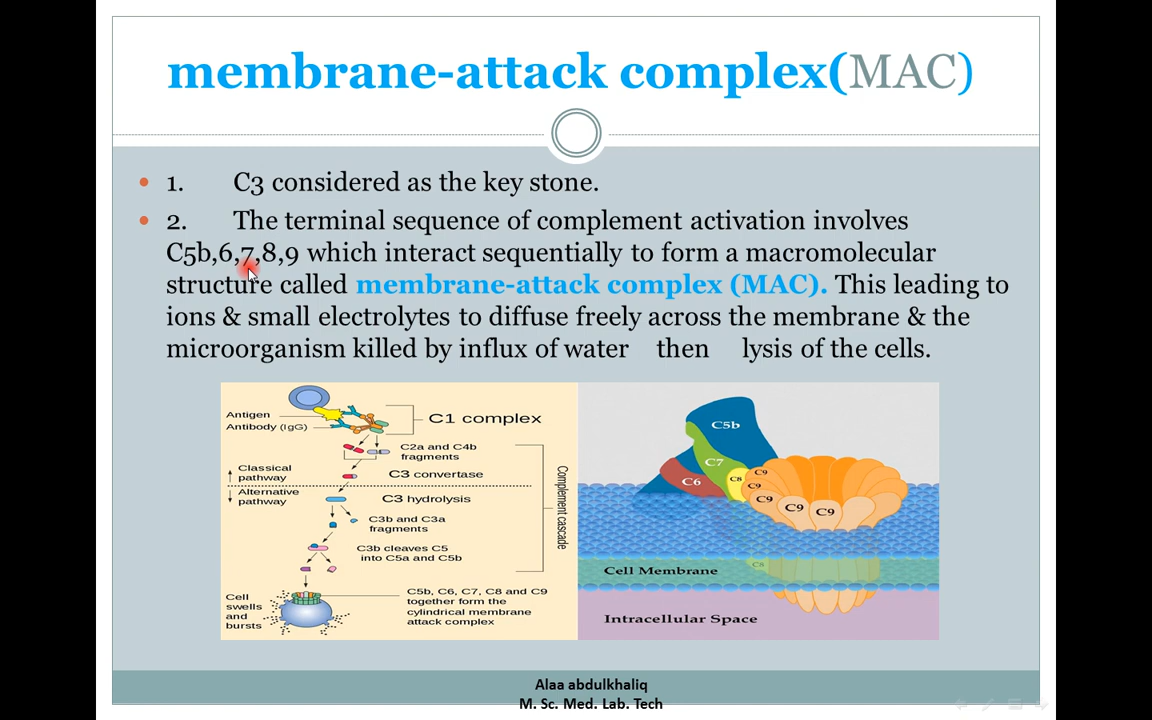 membrane-attack complex(MAC)
• 1. C3 considered as the key stone.
• 2. The terminal sequence of complement activation involves
C5b,6,7,8,9 which interact sequentially to form a macromolecular
structure called membrane-attack complex (MAC). This leading to
ions & small electrolytes to diffuse freely across the membrane & the
microorganism killed by influx of water then lysis of the cells.
Antigen
Antibody (IgG)
C1 complex
C2a and C4b
fragments
Classical
pathway
C3 convertase
Alternative
pathway
C3 hydrolysis
C3b and C3a
fragments
C3b cleaves C5
into C5a and C5b
Complement cascade
Cell
swells
and
bursts
C5b, C6, C7, C8 and C9
together form the
cylindrical membrane
attack complex
C5b
C7
C6
C8
C9
C9
C9
C9
C9
C8
Cell Membrane
Intracellular Space
Alaa abdulkhaliq
M. Sc. Med. Lab. Tech